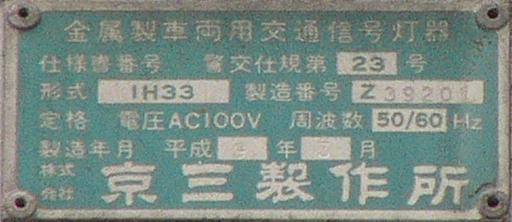 金属製車両用交通信号灯器
仕様書番号 警交仕規第 23 号
形式 1H33 製造番号 Z39201
定格 電圧AC100V 周波数 50/60 Hz
製造年月 平成 年 月
株式会社 京三製作所